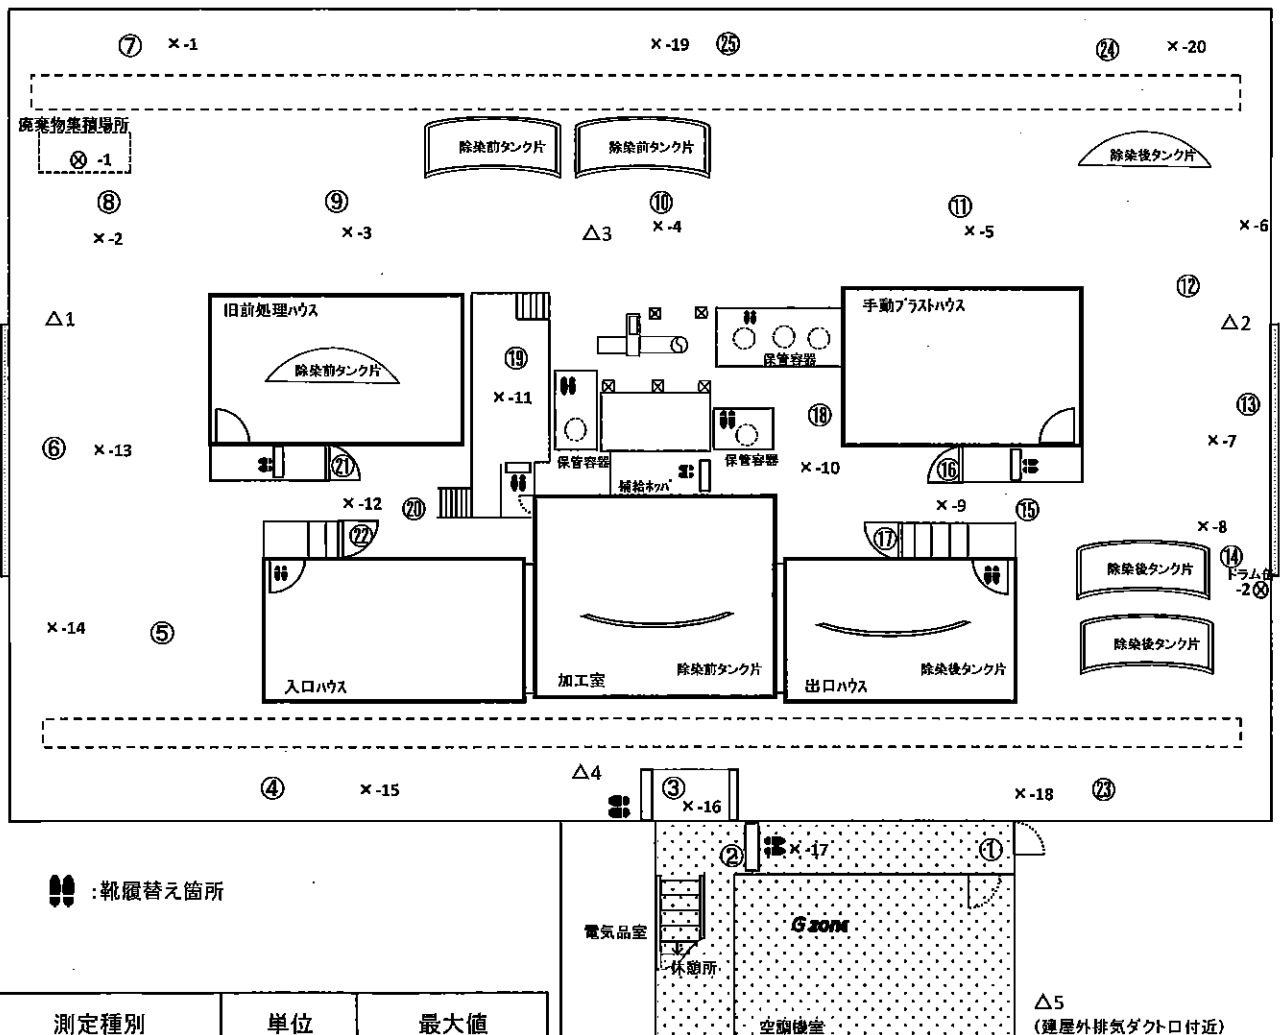 ⑦ ×-1 ×-19 ㉕ ㉔ ×-20
廃棄物集積場所
⊗ -1
除染前タンク片 除染前タンク片 除染後タンク片
⑧ ⑨ ⑩ ⑪
×-2 ×-3 △3 ×-4 ×-5 ×-6
⑫
△1 △2
旧前処理ハウス
手動ブラストハウス
除染前タンク片
⑲
保管容器
×-11
⑱ ⑬
⑥ ×-13 ×-7
㉑ 保管容器 保管容器 ×-10 ⑯
補給ホッパ
×-12 ⑳ ×-9 ⑮
㉒ ⑰ ×-8
⑭
除染後タンク片
ドラム缶
-2⊗
×-14 ⑤
除染後タンク片
入口ハウス
加工室
除染前タンク片
出口ハウス
除染後タンク片
④ ×-15 △4 ③ ×-16 ×-18 ㉓
② ×-17 ①
:靴履替え箇所
電気品室
G zone
休憩所
空調機室
△5
(建屋外排気ダクト口付近)
測定種別 単位 最大値